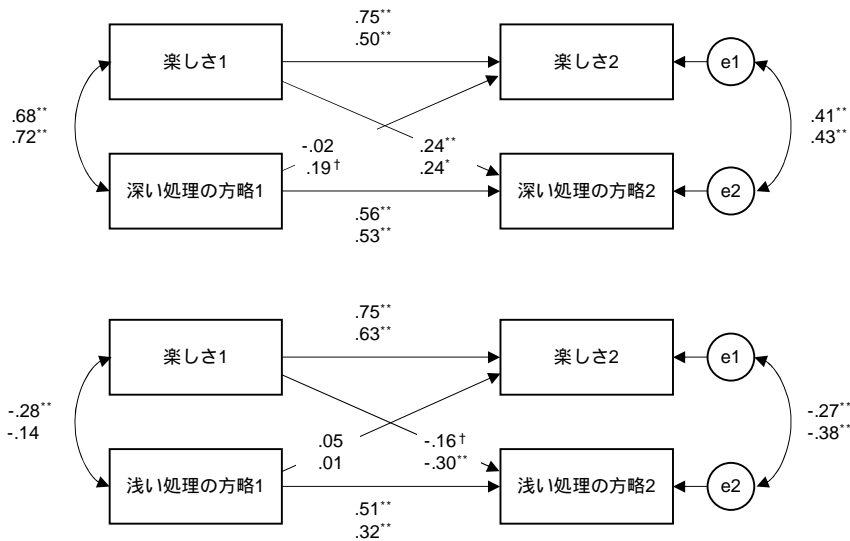 .75**
.50**
楽しさ1
楽しさ2
e1
.68**
.72**
.41**
.43**
-.02
.19†
.24**
.24*
深い処理の方略1
深い処理の方略2
e2
.56**
.53**
.75**
.63**
楽しさ1
楽しさ2
e1
-.28**
-.14
-.27**
-.38**
.05
.01
-.16†
-.30**
浅い処理の方略1
浅い処理の方略2
e2
.51**
.32**